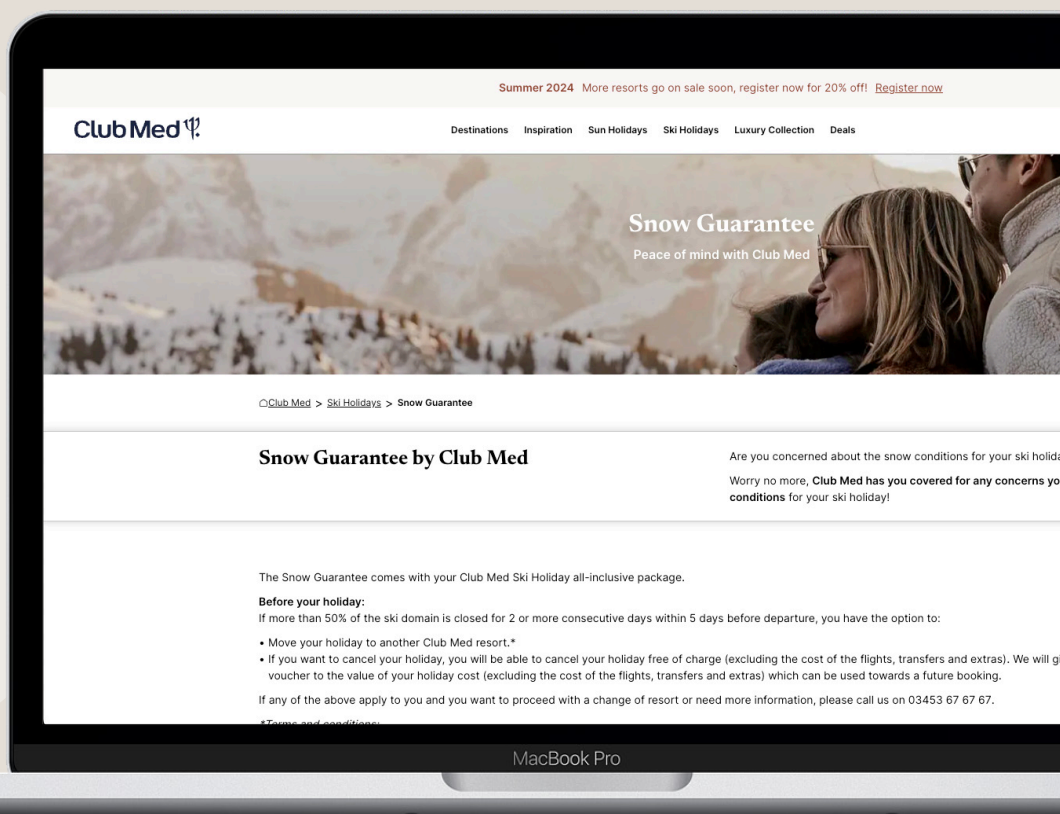 Summer 2024 More resorts go on sale soon, register now for 20% off! Register now
Club Med
Destinations Inspiration Sun Holidays Ski Holidays Luxury Collection Deals
Snow Guarantee
Peace of mind with Club Med
Club Med > Ski Holidays > Snow Guarantee
Snow Guarantee by Club Med
Are you concerned about the snow conditions for your ski holida
Worry no more, Club Med has you covered for any concerns yo
conditions for your ski holiday!
The Snow Guarantee comes with your Club Med Ski Holiday all-inclusive package.
Before your holiday:
If more than 50% of the ski domain is closed for 2 or more consecutive days within 5 days before departure, you have the option to:
• Move your holiday to another Club Med resort.*
• If you want to cancel your holiday, you will be able to cancel your holiday free of charge (excluding the cost of the flights, transfers and extras). We will gi
voucher to the value of your holiday cost (excluding the cost of the flights, transfers and extras) which can be used towards a future booking.
If any of the above apply to you and you want to proceed with a change of resort or need more information, please call us on 03453 67 67 67.
*Terms and conditions:
MacBook Pro